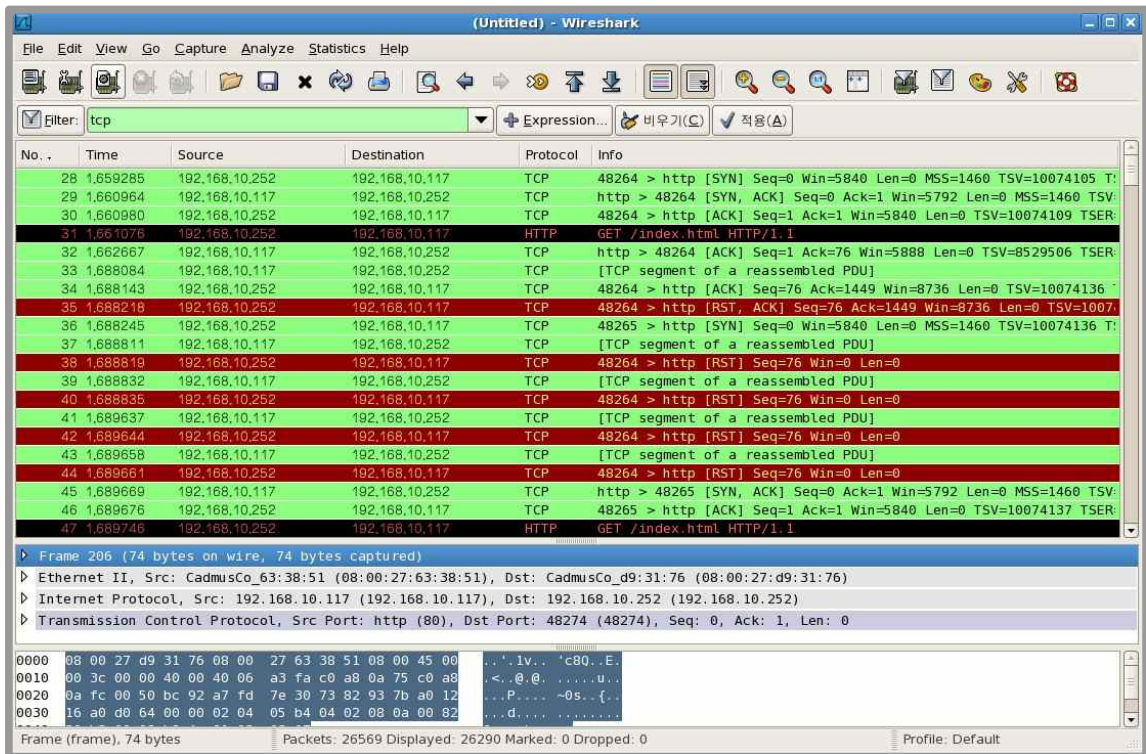 (Untitled) - Wireshark
File Edit View Go Capture Analyze Statistics Help
Filter: tcp Expression... 비우기(C) 적용(A)
No. . Time Source Destination Protocol Info
28 1.659285 192.168.10.252 192.168.10.117 TCP 48264 > http [SYN] Seq=0 Win=5840 Len=0 MSS=1460 TSV=10074105
29 1.660964 192.168.10.117 192.168.10.252 TCP http > 48264 [SYN, ACK] Seq=0 Ack=1 Win=5792 Len=0 MSS=1460 TSV
30 1.660980 192.168.10.252 192.168.10.117 TCP 48264 > http [ACK] Seq=1 Ack=1 Win=5840 Len=0 TSV=10074109 TSER
31 1.661076 192.168.10.252 192.168.10.117 HTTP GET /index.html HTTP/1.1
32 1.662667 192.168.10.117 192.168.10.252 TCP http > 48264 [ACK] Seq=1 Ack=76 Win=5888 Len=0 TSV=8529506 TSER
33 1.688084 192.168.10.117 192.168.10.252 TCP [TCP segment of a reassembled PDU]
34 1.688143 192.168.10.252 192.168.10.117 TCP 48264 > http [ACK] Seq=76 Ack=1449 Win=8736 Len=0 TSV=10074136
35 1.688218 192.168.10.252 192.168.10.117 TCP 48264 > http [RST, ACK] Seq=76 Ack=1449 Win=8736 Len=0 TSV=1007
36 1.688245 192.168.10.252 192.168.10.117 TCP 48265 > http [SYN] Seq=0 Win=5840 Len=0 MSS=1460 TSV=10074136
37 1.688811 192.168.10.117 192.168.10.252 TCP [TCP segment of a reassembled PDU]
38 1.688819 192.168.10.252 192.168.10.117 TCP 48264 > http [RST] Seq=76 Win=0 Len=0
39 1.688832 192.168.10.117 192.168.10.252 TCP [TCP segment of a reassembled PDU]
40 1.688835 192.168.10.252 192.168.10.117 TCP 48264 > http [RST] Seq=76 Win=0 Len=0
41 1.689637 192.168.10.117 192.168.10.252 TCP [TCP segment of a reassembled PDU]
42 1.689644 192.168.10.252 192.168.10.117 TCP 48264 > http [RST] Seq=76 Win=0 Len=0
43 1.689658 192.168.10.117 192.168.10.252 TCP [TCP segment of a reassembled PDU]
44 1.689661 192.168.10.252 192.168.10.117 TCP 48264 > http [RST] Seq=76 Win=0 Len=0
45 1.689669 192.168.10.117 192.168.10.252 TCP http > 48265 [SYN, ACK] Seq=0 Ack=1 Win=5792 Len=0 MSS=1460 TSV
46 1.689676 192.168.10.252 192.168.10.117 TCP 48265 > http [ACK] Seq=1 Ack=1 Win=5840 Len=0 TSV=10074137 TSER
47 1.689746 192.168.10.252 192.168.10.117 HTTP GET /index.html HTTP/1.1
Frame 206 (74 bytes on wire, 74 bytes captured)
Ethernet II, Src: CadmusCo_63:38:51 (08:00:27:63:38:51), Dst: CadmusCo_d9:31:76 (08:00:27:d9:31:76)
Internet Protocol, Src: 192.168.10.117 (192.168.10.117), Dst: 192.168.10.252 (192.168.10.252)
Transmission Control Protocol, Src Port: http (80), Dst Port: 48274 (48274), Seq: 0, Ack: 1, Len: 0
0000 08 00 27 d9 31 76 08 00 27 63 38 51 08 00 45 00 ..'.1v.. 'c8Q..E.
0010 00 3c 00 00 40 00 40 06 a3 fa c0 a8 0a 75 c0 a8 .<..@.@. .....u..
0020 0a fc 00 50 bc 92 a7 fd 7e 30 73 82 93 7b a0 12 ...P.... ~0s..{..
0030 16 a0 d0 64 00 00 02 04 05 b4 04 02 08 0a 00 82 ...d.... ........
Frame (frame), 74 bytes Packets: 26569 Displayed: 26290 Marked: 0 Dropped: 0 Profile: Default